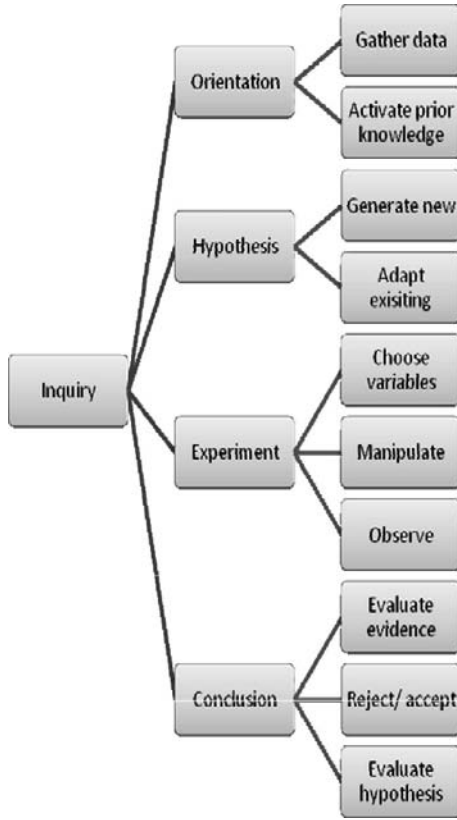 Gather data
Orientation
Activate prior
knowledge
Generate new
Hypothesis
Adapt
exisiting
Inquiry
Choose
variables
Experiment
Manipulate
Observe
Evaluate
evidence
Conclusion
Reject/ accept
Evaluate
hypothesis